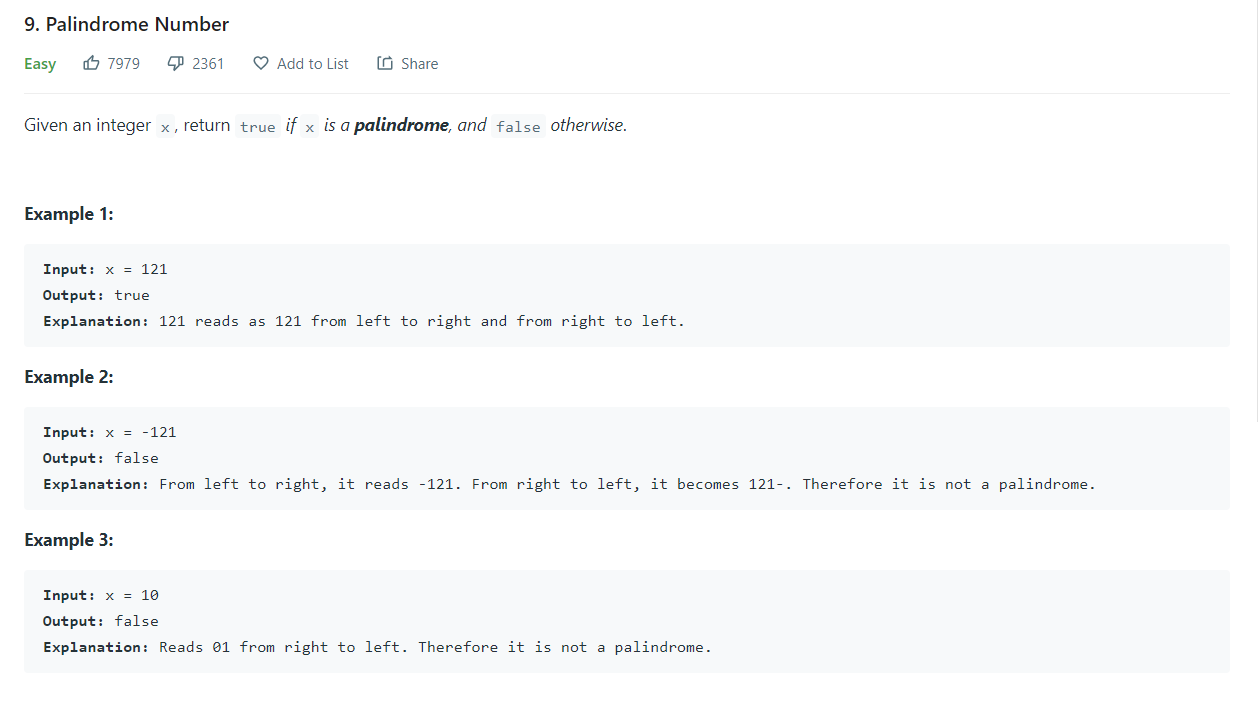 9. Palindrome Number
Easy 7979 2361 Add to List Share
Given an integer x, return true if x is a palindrome, and false otherwise.
Example 1:
Input: x = 121
Output: true
Explanation: 121 reads as 121 from left to right and from right to left.
Example 2:
Input: x = -121
Output: false
Explanation: From left to right, it reads -121. From right to left, it becomes 121-. Therefore it is not a palindrome.
Example 3:
Input: x = 10
Output: false
Explanation: Reads 01 from right to left. Therefore it is not a palindrome.